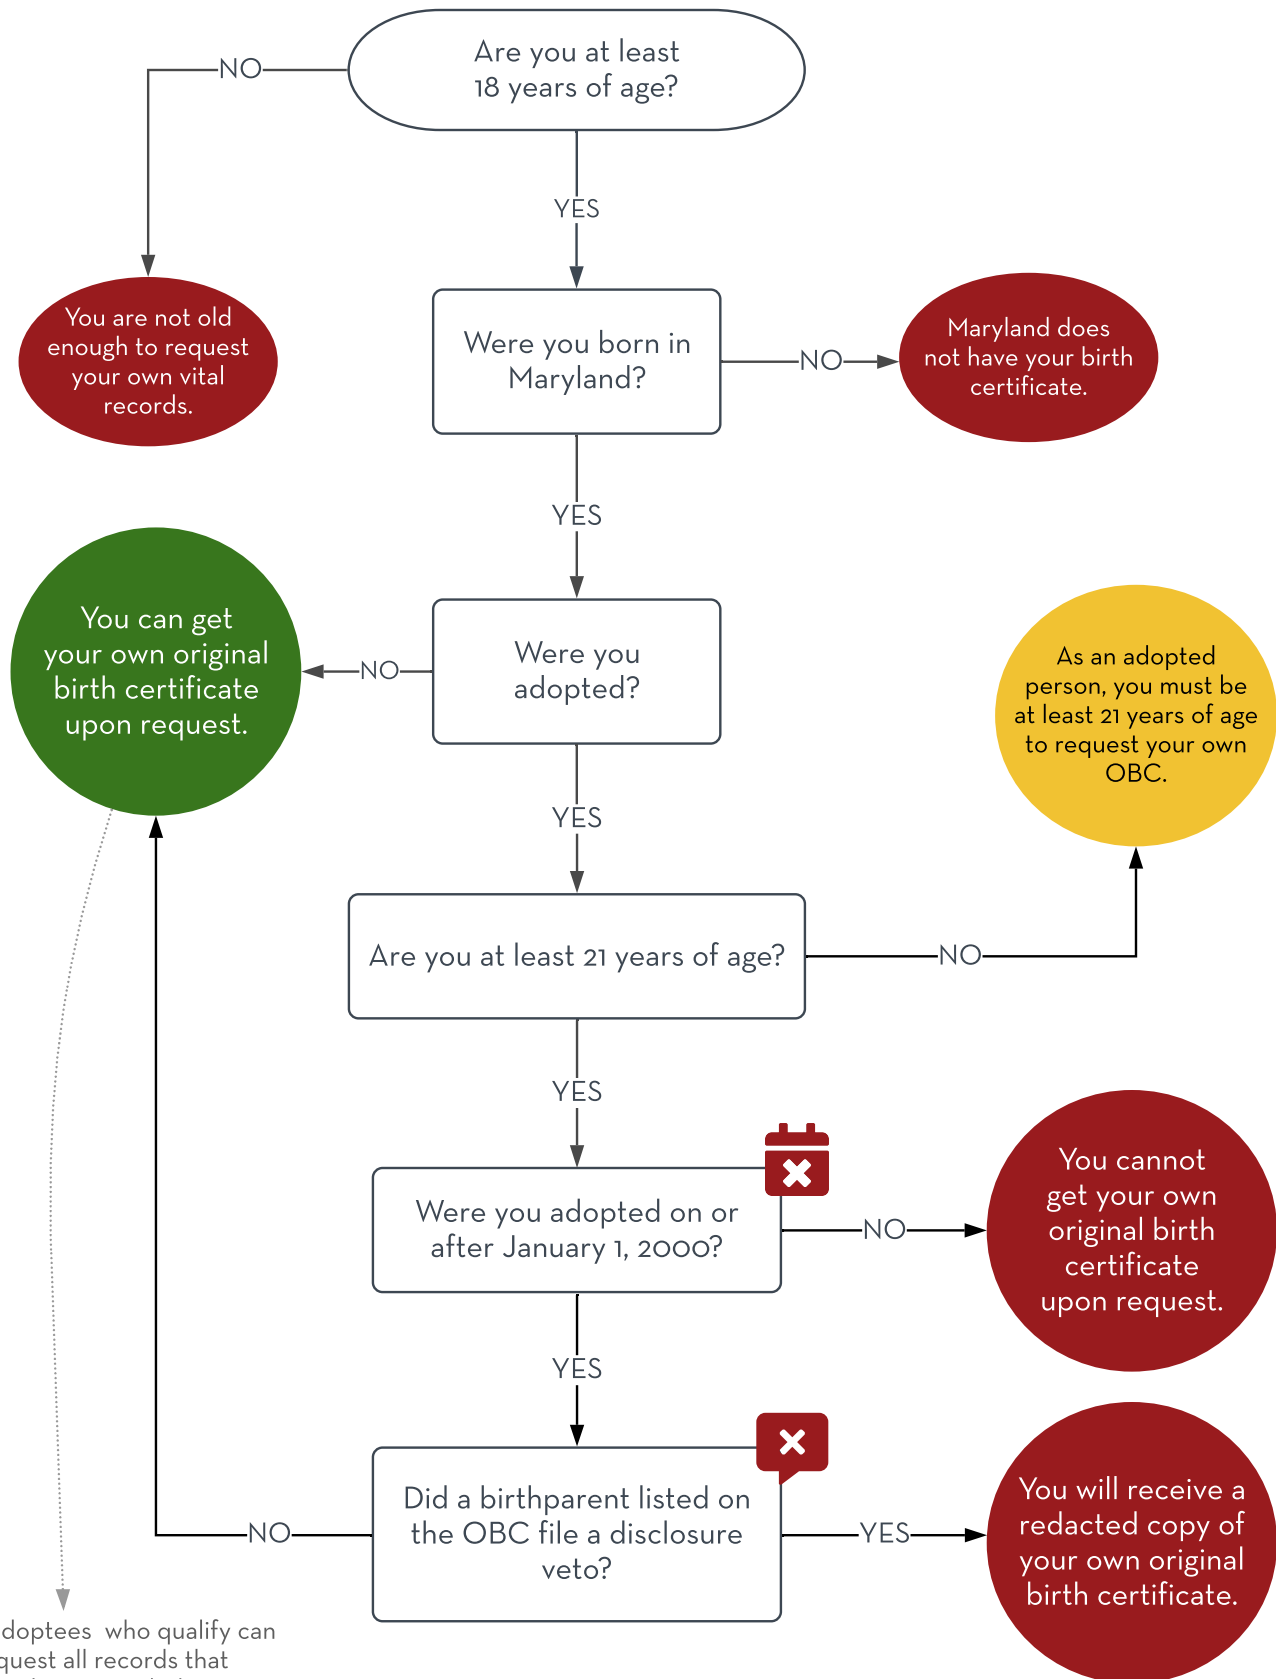 Are you at least
18 years of age?
NO
YES
You are not old
enough to request
your own vital
records.
Were you born in
Maryland?
NO
Maryland does
not have your birth
certificate.
YES
You can get
your own original
birth certificate
upon request.
NO
Were you
adopted?
As an adopted
person, you must be
at least 21 years of age
to request your own
OBC.
YES
Are you at least 21 years of age?
NO
YES
Were you adopted on or
after January 1, 2000?
NO
You cannot
get your own
original birth
certificate
upon request.
YES
Did a birthparent listed on
the OBC file a disclosure
veto?
NO
YES
You will receive a
redacted copy of
your own original
birth certificate.
doptees who qualify can
quest all records that